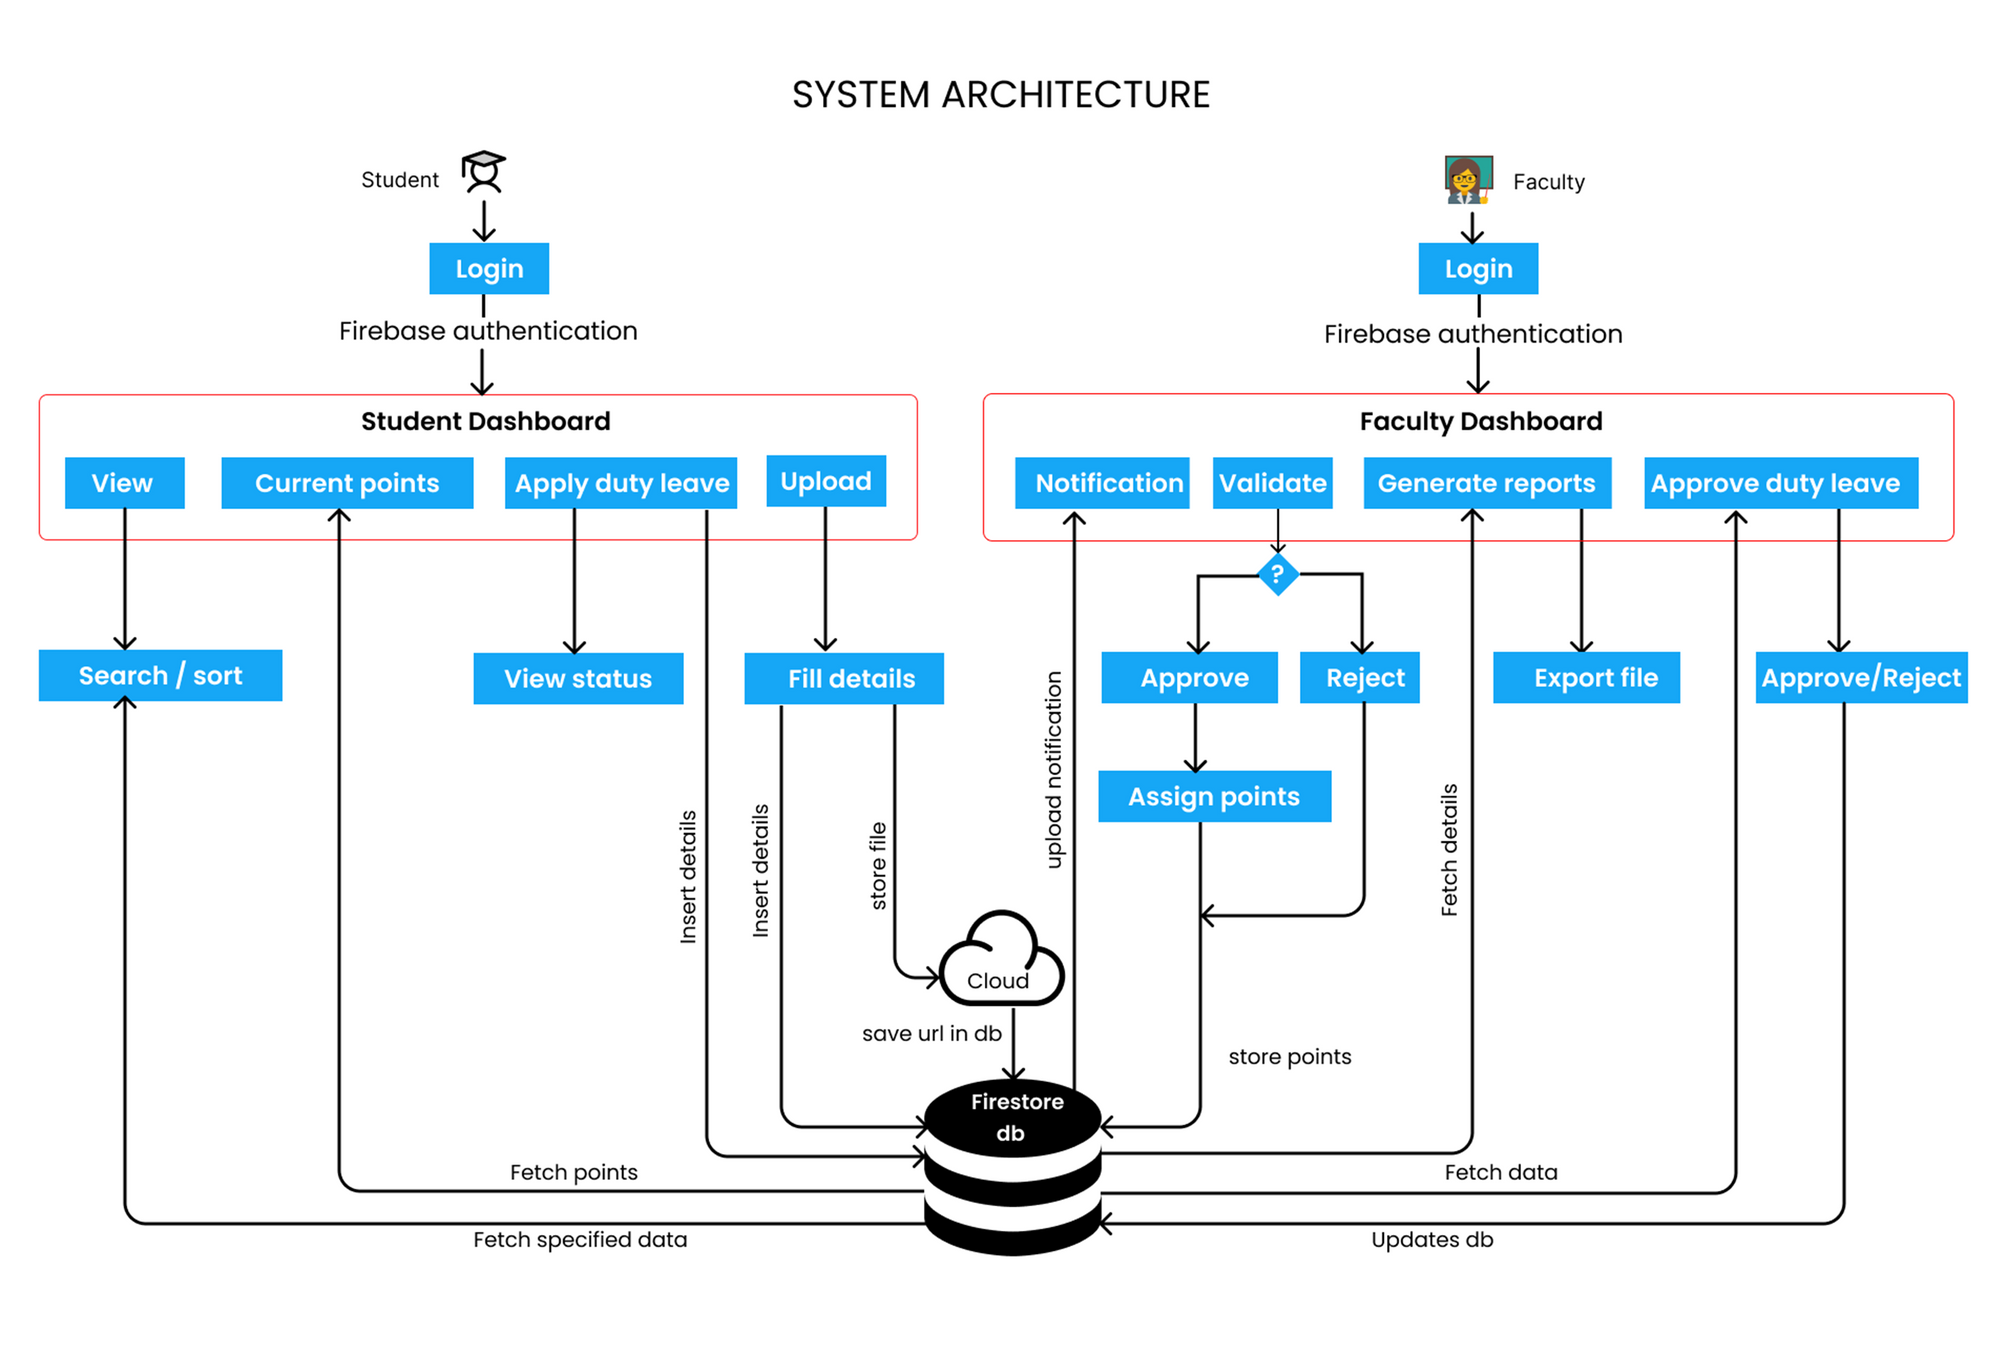 SYSTEM ARCHITECTURE
Student
Faculty
Login
Login
Firebase authentication
Firebase authentication
Student Dashboard
Faculty Dashboard
View
Current points
Apply duty leave
Upload
Notification
Validate
Generate reports
Approve duty leave
?
Search / sort
View status
Fill details
Approve
Reject
Export file
Approve/Reject
Assign points
Insert details
Insert details
store file
upload notification
Fetch details
Cloud
save url in db
store points
Firestore
db
Fetch points
Fetch data
Fetch specified data
Updates db